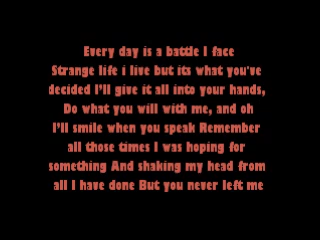 Every day is a battle I face
Strange life i live but its what you've
decided I'll give it all into your hands,
Do what you will with me, and oh
I'll smile when you speak Remember
all those times I was hoping for
something And shaking my head from
all I have done But you never left me